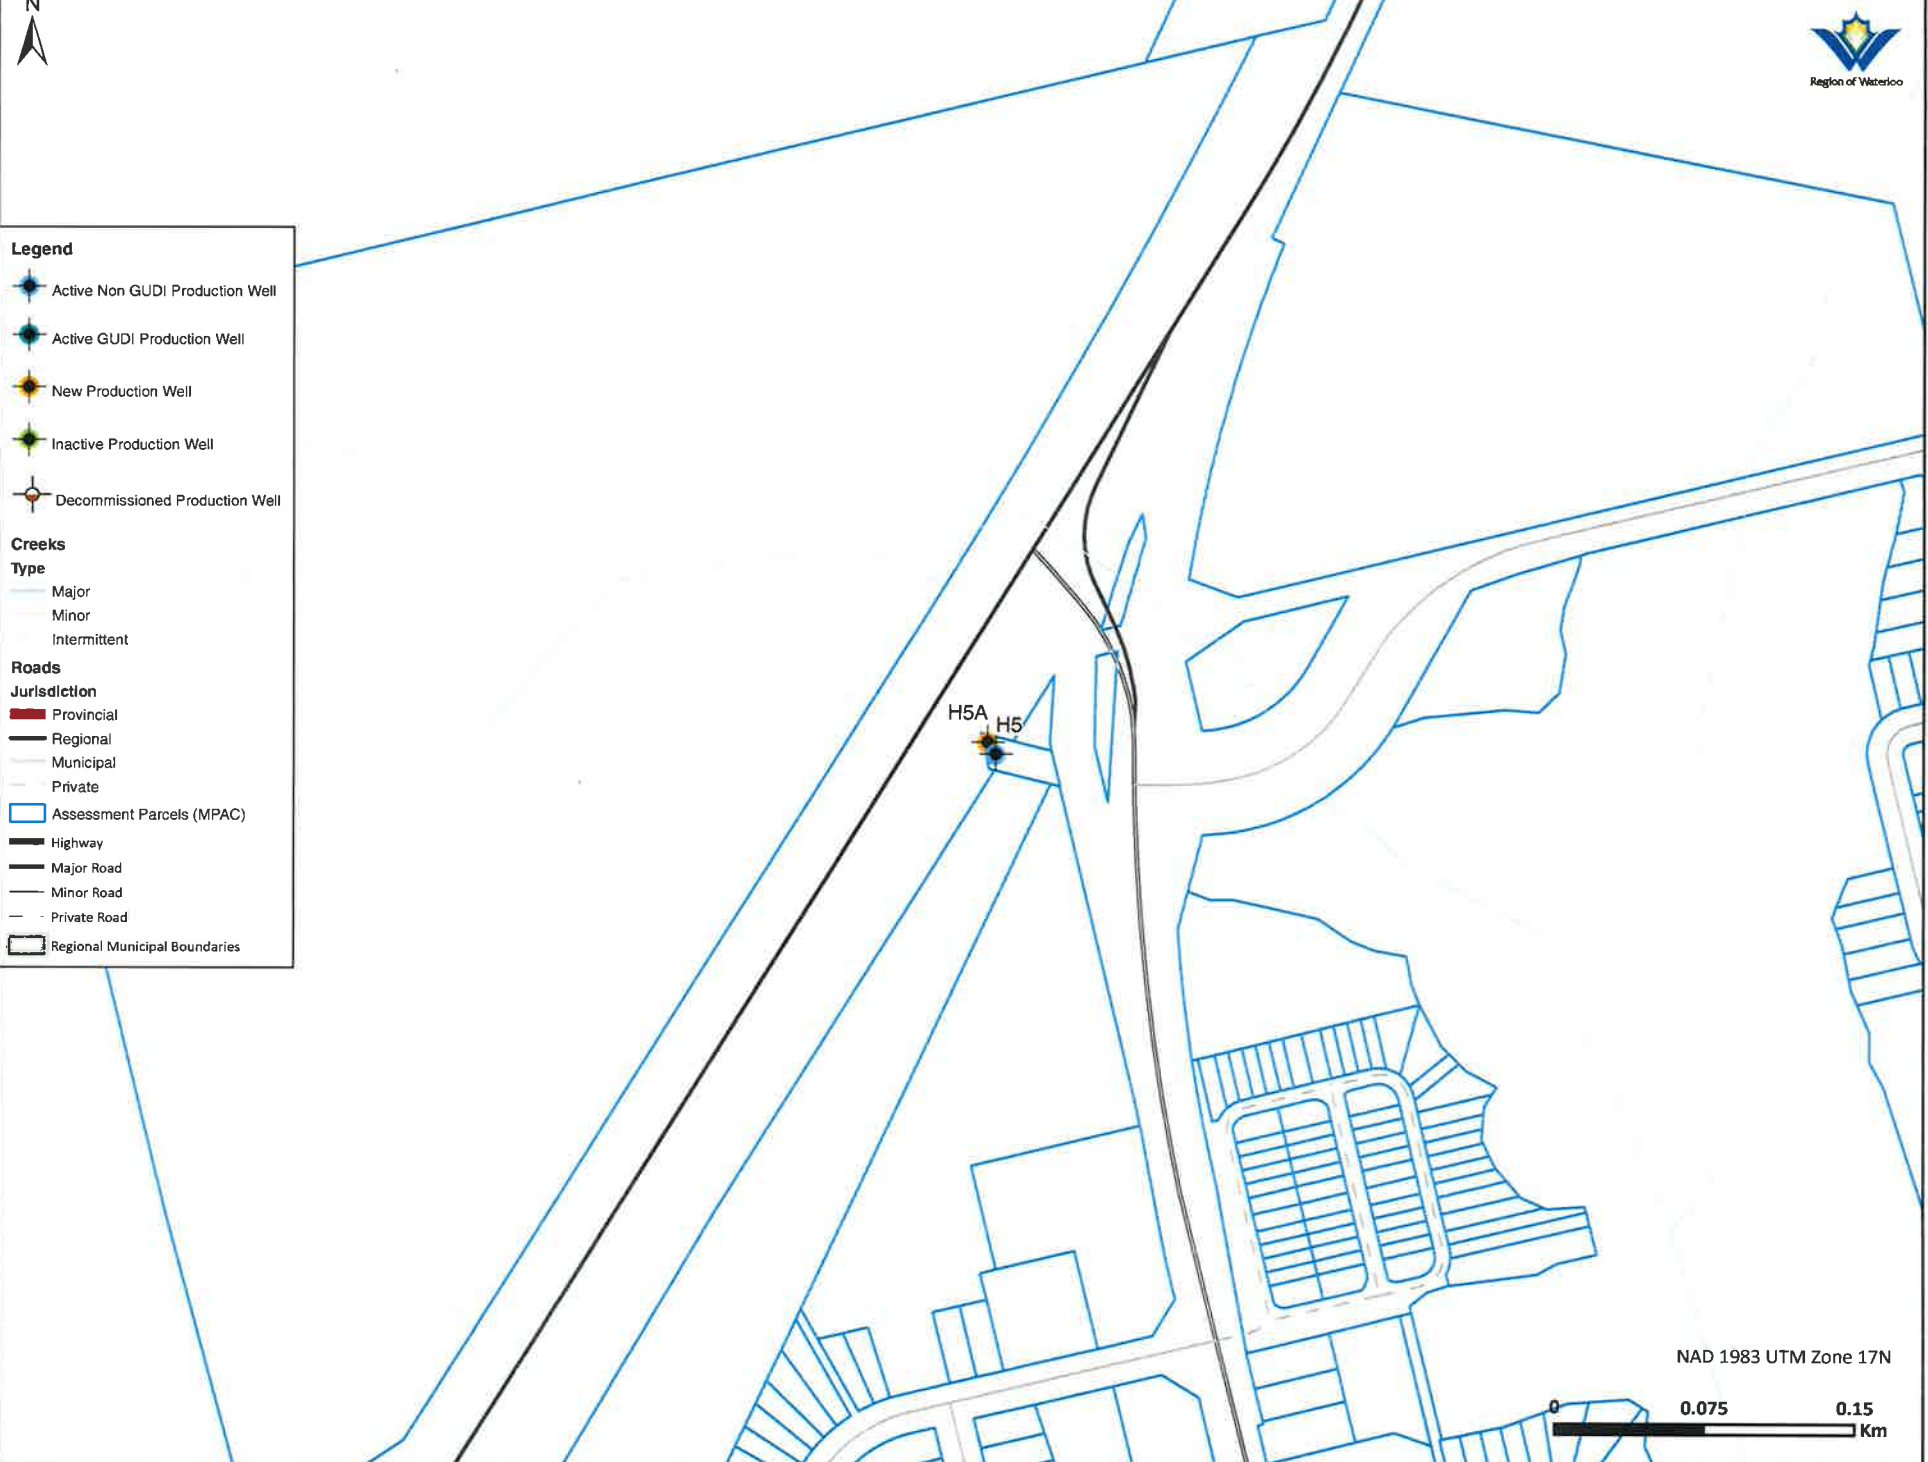 N
Region of Waterloo
Legend
Active Non GUDI Production Well
Active GUDI Production Well
New Production Well
Inactive Production Well
Decommissioned Production Well
Creeks
Type
Major
Minor
Intermittent
Roads
Jurisdiction
Provincial
Regional
Municipal
Private
Assessment Parcels (MPAC)
Highway
Major Road
Minor Road
Private Road
Regional Municipal Boundaries
H5A
H5
NAD 1983 UTM Zone 17N
0 0.075 0.15
Km